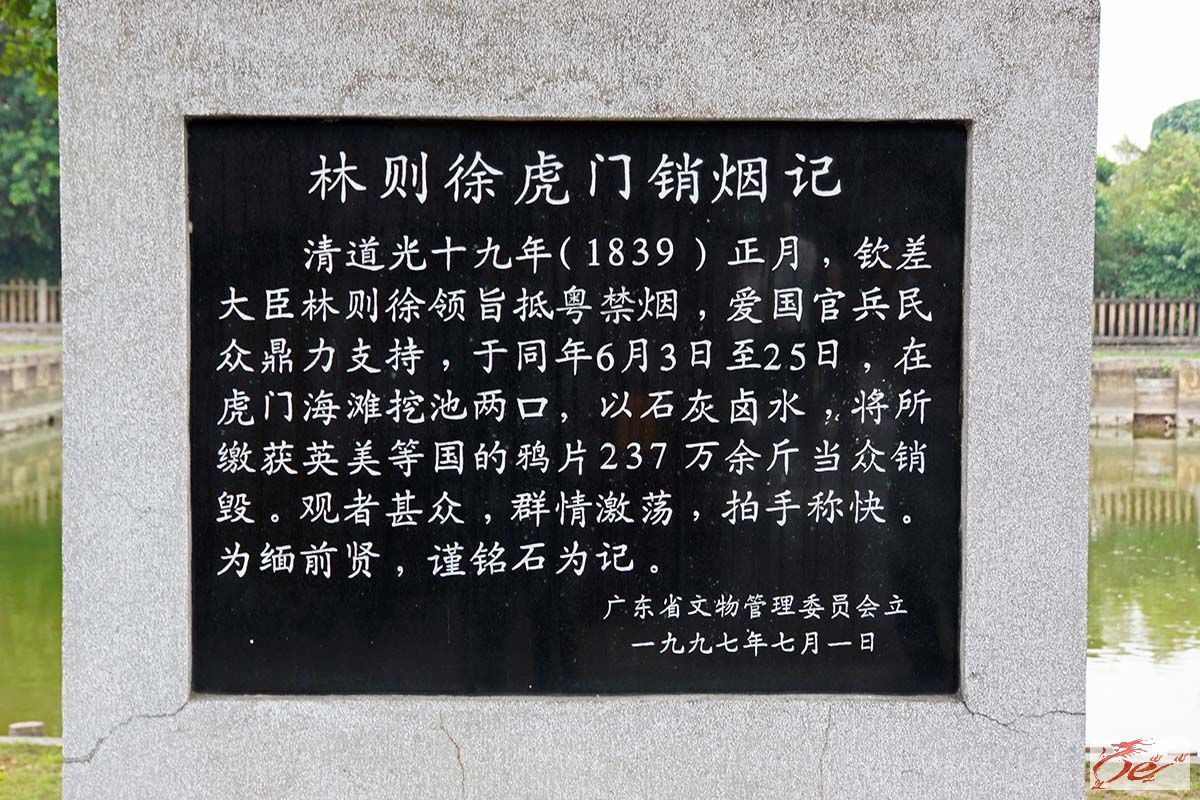 林则徐虎门销烟记
清道光十九年(1839)正月，钦差
大臣林则徐领旨抵粤禁烟，爱国官兵民
众鼎力支持，于同年6月3日至25日，在
虎门海滩挖池两口，以石灰卤水，将所
缴获英美等国的鸦片237万余斤当众销
毁。观者甚众，群情激荡，拍手称快。
为缅前贤，谨铭石为记。
广东省文物管理委员会立
一九九七年七月一日